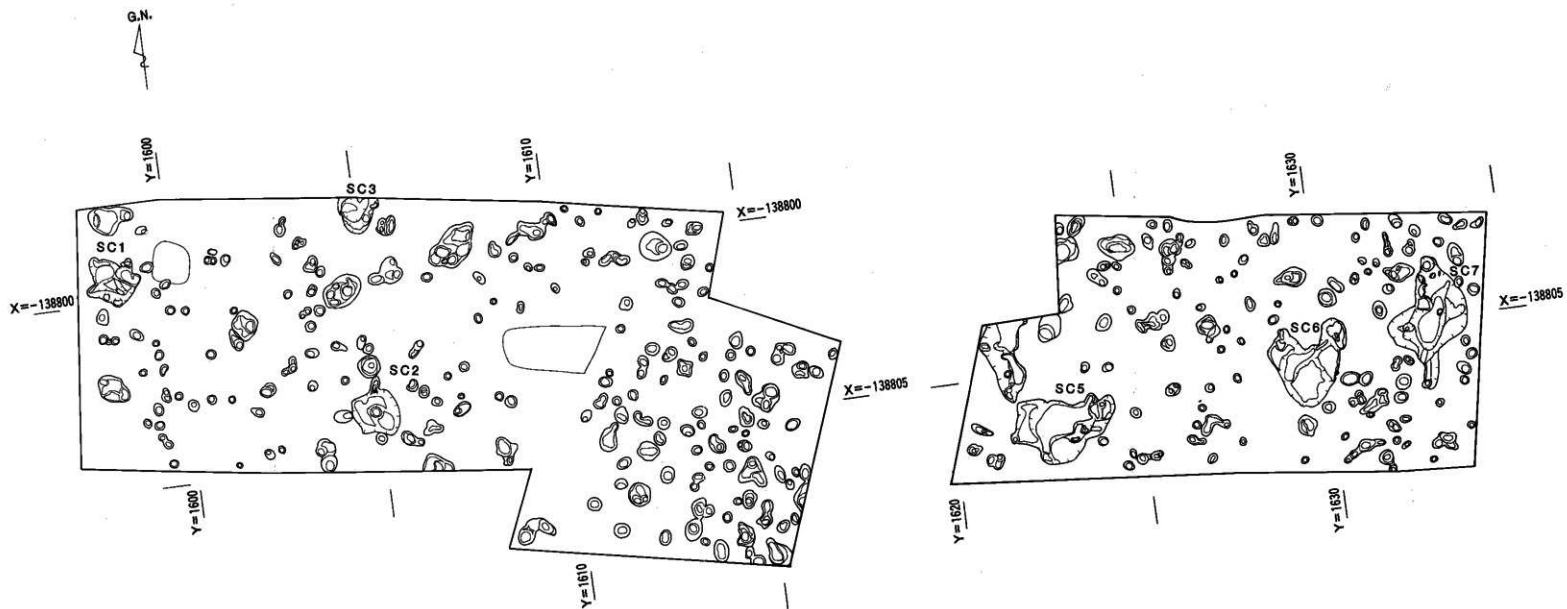 G.N.
Y=1600
Y=1610
Y=1630
SC3
X=-138800
SC1
SC7
X=-138800
X=-138805
SC6
SC2
X=-138805
SC5
Y=1600
Y=1620
Y=1630
Y=1610